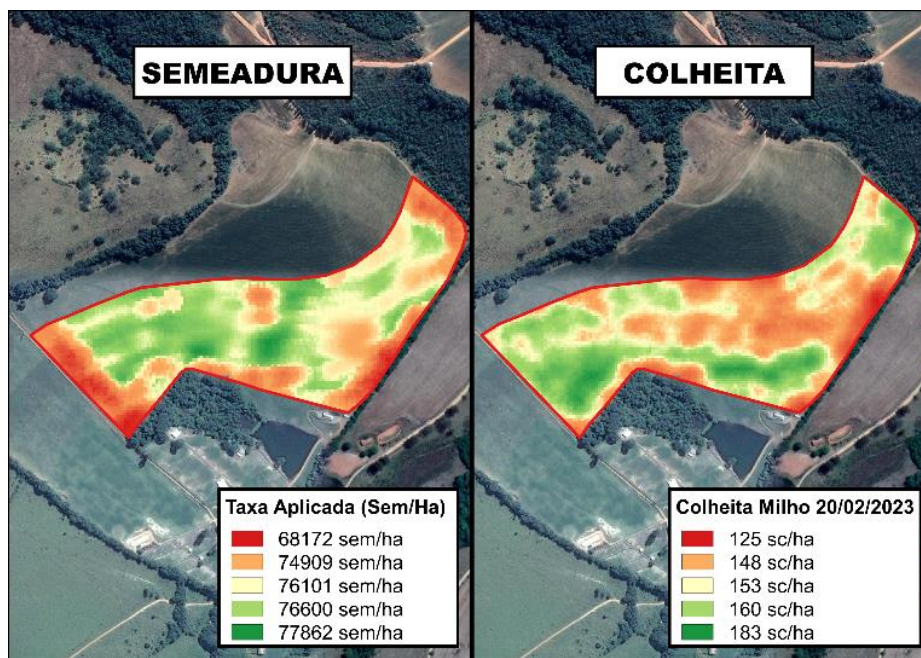 SEMEADURA
Taxa Aplicada (Sem/Ha)
68172 sem/ha
74909 sem/ha
76101 sem/ha
76600 sem/ha
77862 sem/ha
COLHEITA
Colheita Milho 20/02/2023
125 sc/ha
148 sc/ha
153 sc/ha
160 sc/ha
183 sc/ha